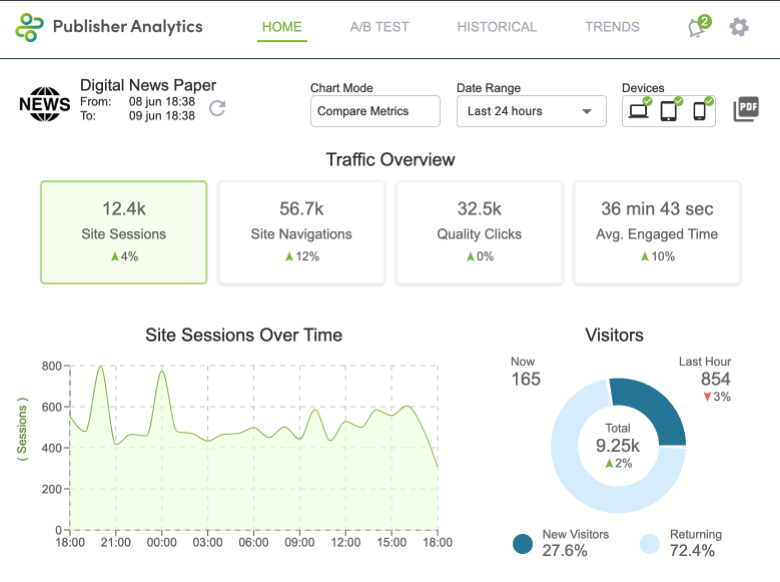 Publisher Analytics
HOME
A/B TEST
HISTORICAL
TRENDS
2
NEWS
Digital News Paper
From: 08 jun 18:38
To: 09 jun 18:38
Chart Mode
Compare Metrics
Date Range
Last 24 hours
Devices
PDF
Traffic Overview
12.4k
Site Sessions
4%
56.7k
Site Navigations
12%
32.5k
Quality Clicks
0%
36 min 43 sec
Avg. Engaged Time
10%
Site Sessions Over Time
( Sessions )
800
600
400
200
0
18:00 21:00 00:00 03:00 06:00 09:00 12:00 15:00 18:00
Visitors
Now
165
Last Hour
854
3%
Total
9.25k
2%
New Visitors
27.6%
Returning
72.4%